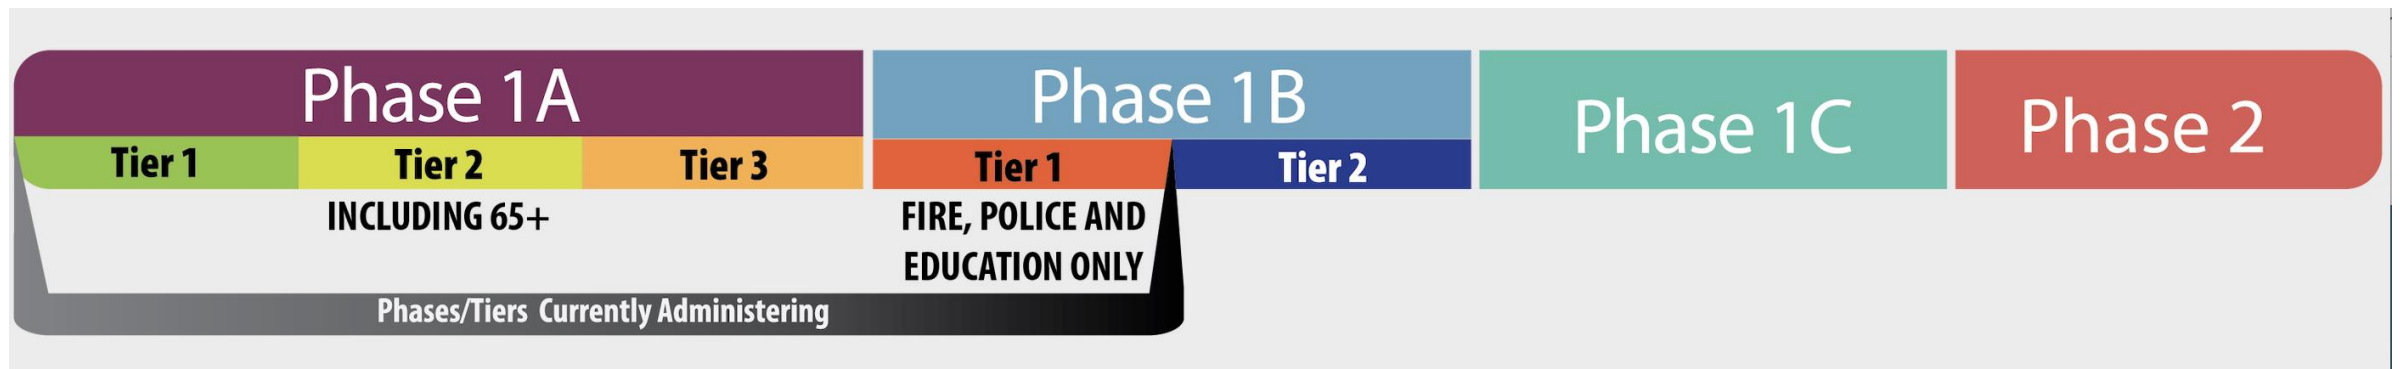 Phase 1A
Phase 1B
Phase 1C
Phase 2
Tier 1
Tier 2
Tier 3
Tier 1
Tier 2
INCLUDING 65+
FIRE, POLICE AND
EDUCATION ONLY
Phases/Tiers Currently Administering